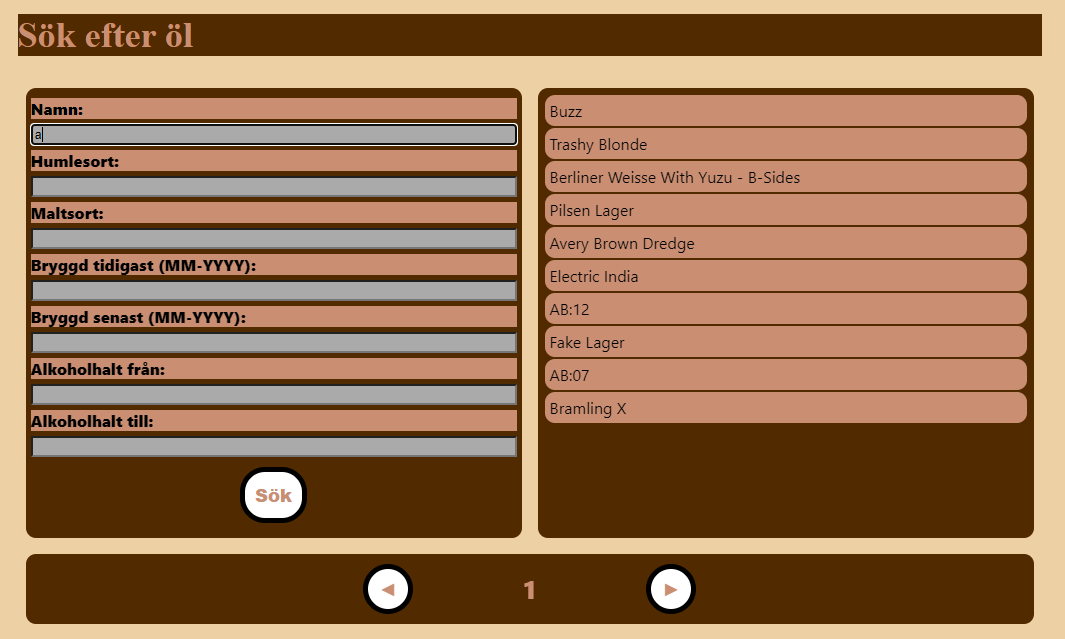 Sök efter öl
Namn:
a
Humlesort:
Maltsort:
Bryggd tidigast (MM-YYYY):
Bryggd senast (MM-YYYY):
Alkoholhalt från:
Alkoholhalt till:
Sök
Buzz
Trashy Blonde
Berliner Weisse With Yuzu - B-Sides
Pilsen Lager
Avery Brown Dredge
Electric India
AB:12
Fake Lager
AB:07
Bramling X
◄ 1 ►